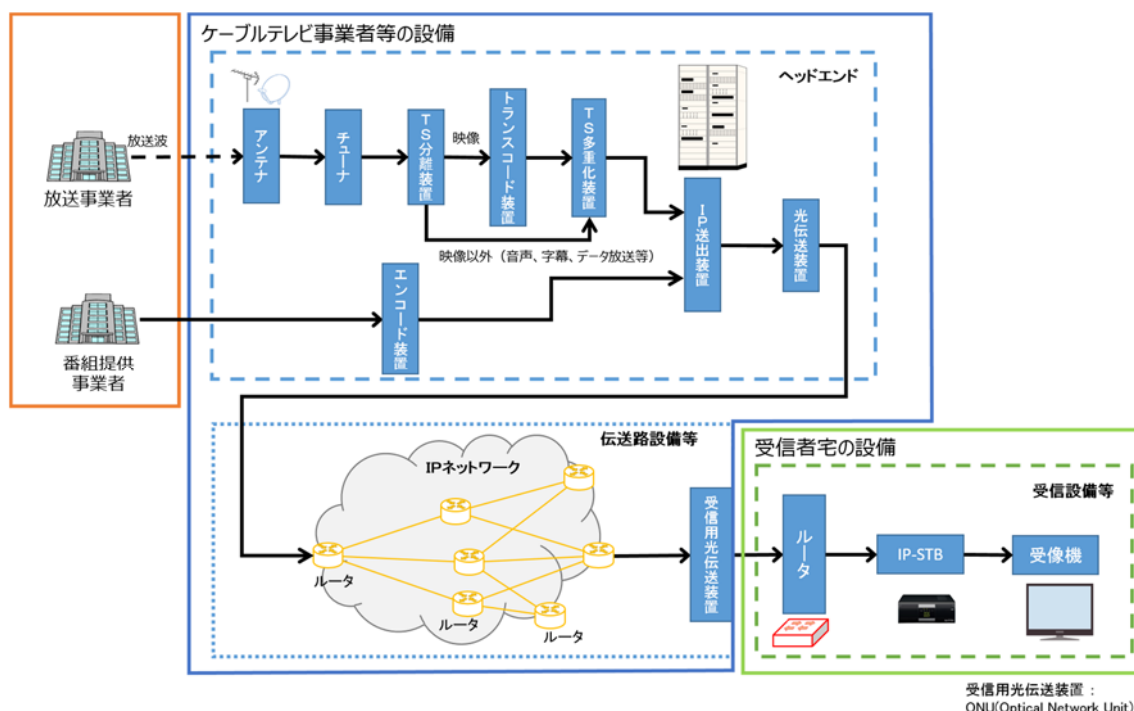 ケーブルテレビ事業者等の設備
ヘッドエンド
放送波
放送事業者
アンテナ
チューナ
TS分離装置
映像
トランスコード装置
TS多重化装置
映像以外（音声、字幕、データ放送等）
IP送出装置
光伝送装置
エンコード装置
番組提供
事業者
伝送路設備等
IPネットワーク
ルータ
ルータ
ルータ
受信用光伝送装置
受信者宅の設備
受信設備等
ルータ
IP-STB
受像機
受信用光伝送装置：
ONU(Optical Network Unit)